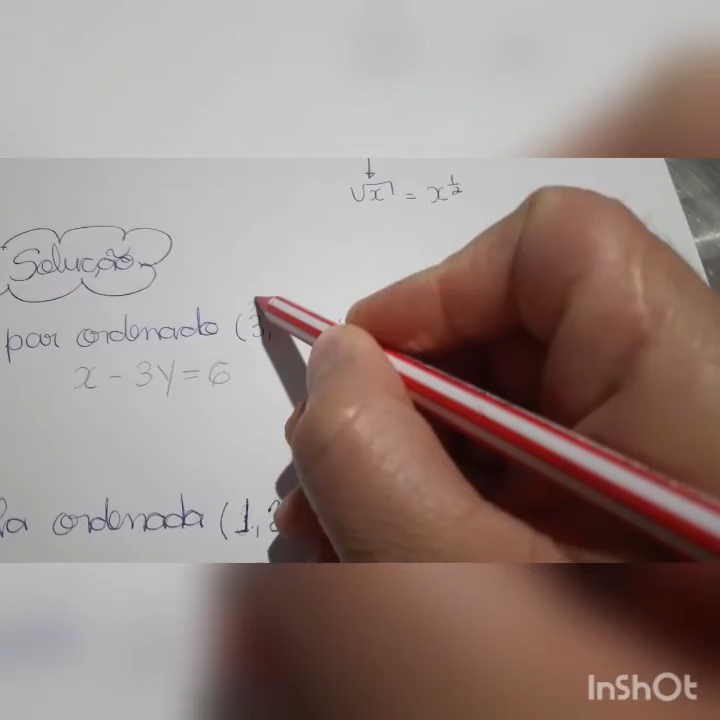 √x = x^½
Solução
par ordenado (3,
x - 3y = 6
ordenada (1,
InShOt